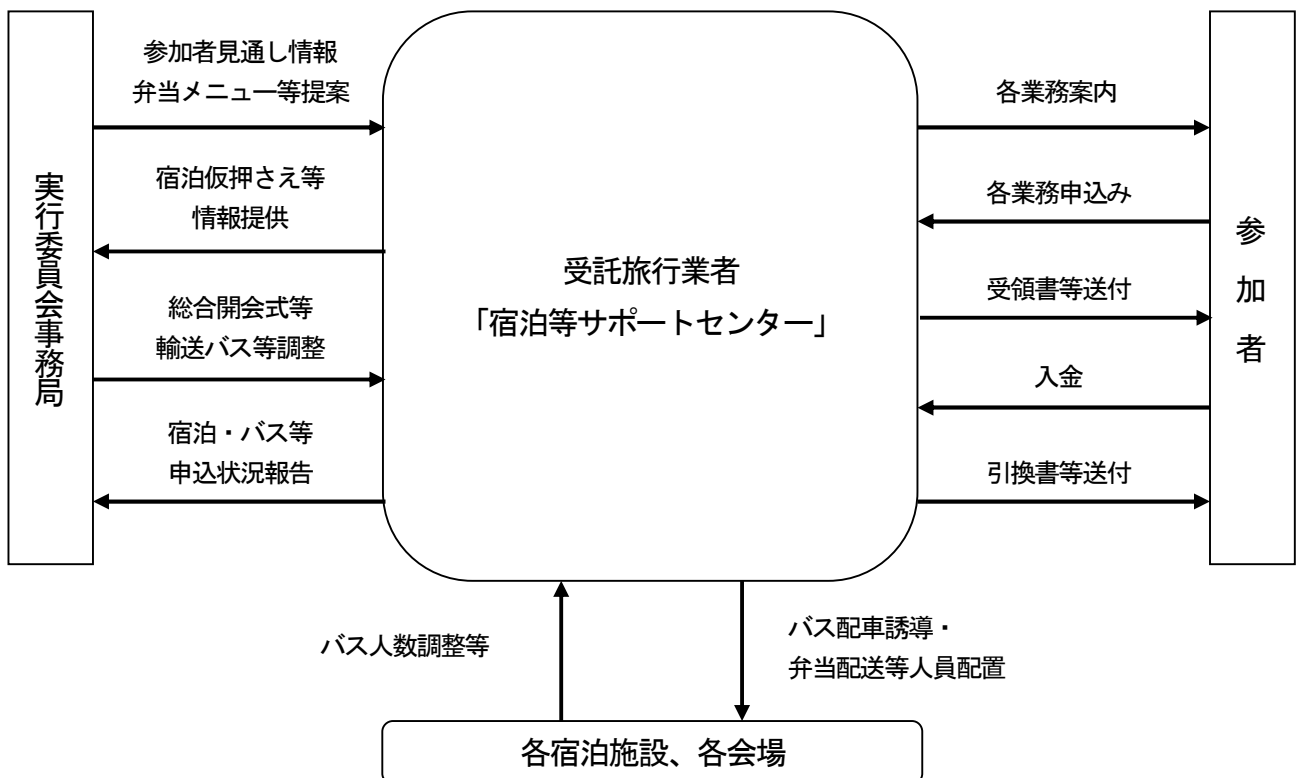 実行委員会事務局
参加者見通し情報
弁当メニュー等提案
宿泊仮押さえ等
情報提供
総合開会式等
輸送バス等調整
宿泊・バス等
申込状況報告
受託旅行業者
「宿泊等サポートセンター」
各業務案内
各業務申込み
受領書等送付
入金
引換書等送付
参加者
バス人数調整等
バス配車誘導・
弁当配送等人員配置
各宿泊施設、各会場